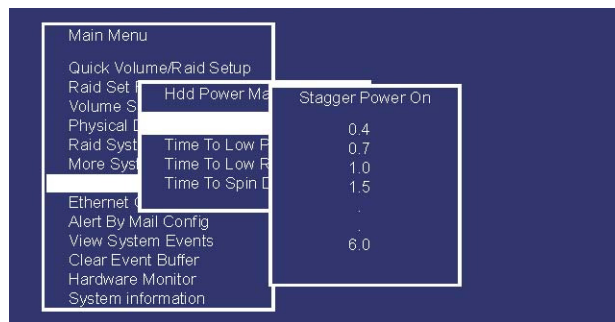 Main Menu
Quick Volume/Raid Setup
Raid Set
Volume S
Physical D
Raid Syst
More Sys
Ethernet
Alert By Mail Config
View System Events
Clear Event Buffer
Hardware Monitor
System information
Hdd Power Ma
Time To Low P
Time To Low R
Time To Spin D
Stagger Power On
0.4
0.7
1.0
1.5
.
.
6.0